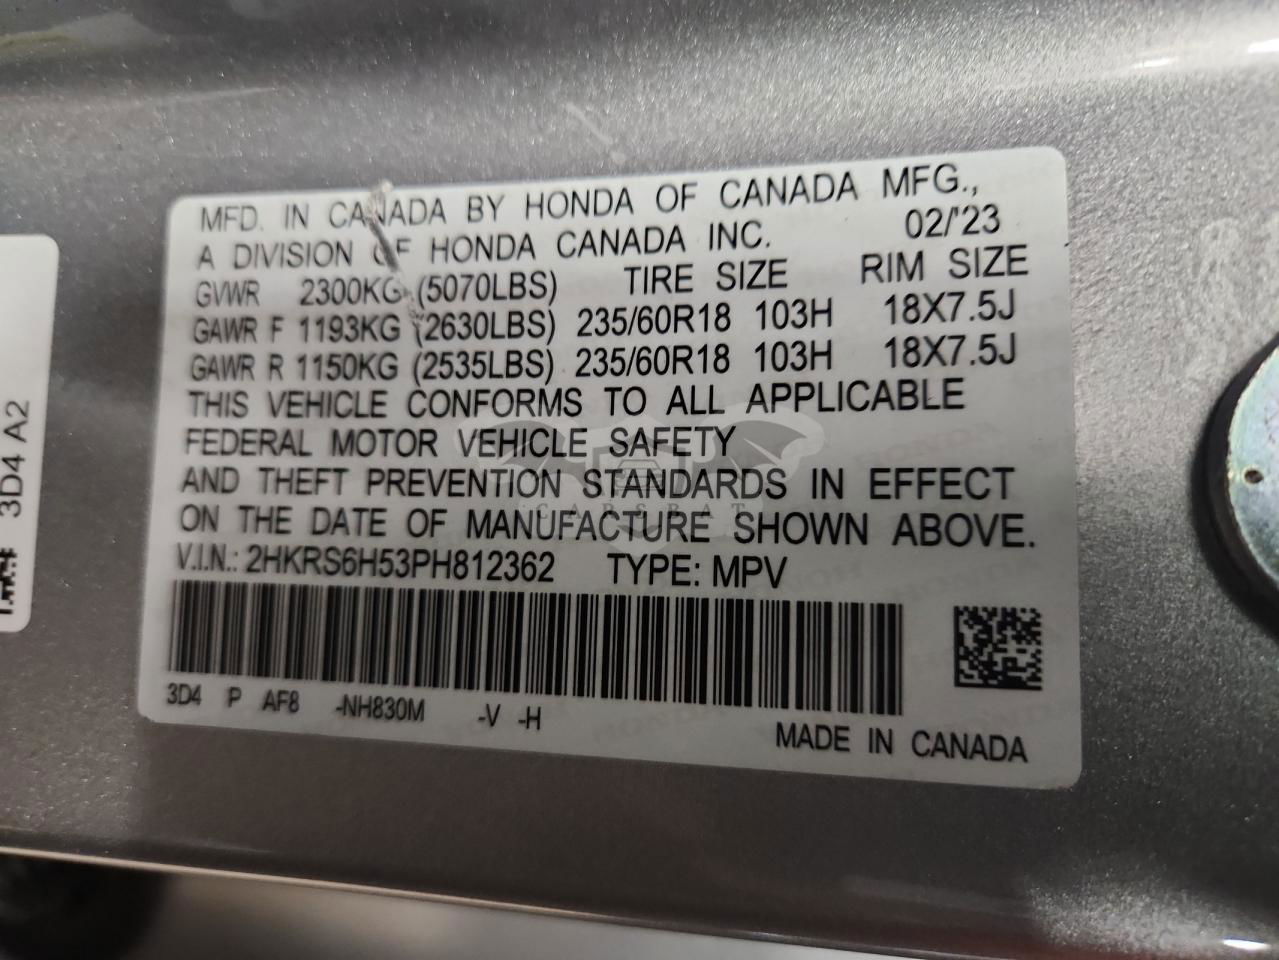 MFD. IN CANADA BY HONDA OF CANADA MFG.,
A DIVISION OF HONDA CANADA INC. 02/'23
GVWR 2300KG (5070LBS) TIRE SIZE RIM SIZE
GAWR F 1193KG (2630LBS) 235/60R18 103H 18X7.5J
GAWR R 1150KG (2535LBS) 235/60R18 103H 18X7.5J
THIS VEHICLE CONFORMS TO ALL APPLICABLE
FEDERAL MOTOR VEHICLE SAFETY
AND THEFT PREVENTION STANDARDS IN EFFECT
ON THE DATE OF MANUFACTURE SHOWN ABOVE.
V.I.N.: 2HKRS6H53PH812362 TYPE: MPV
3D4 P AF8 -NH830M -V -H
MADE IN CANADA
3D4 A2
CARSBAT